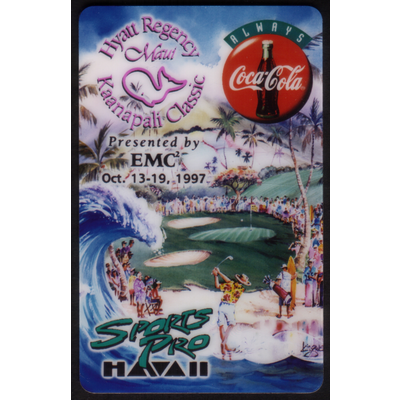 Hyatt Regency
Maui
Kaanapali Classic
ALWAYS
Coca-Cola
Presented by
EMC²
Oct. 13-19, 1997
SPORTS
PRO
HAWAII